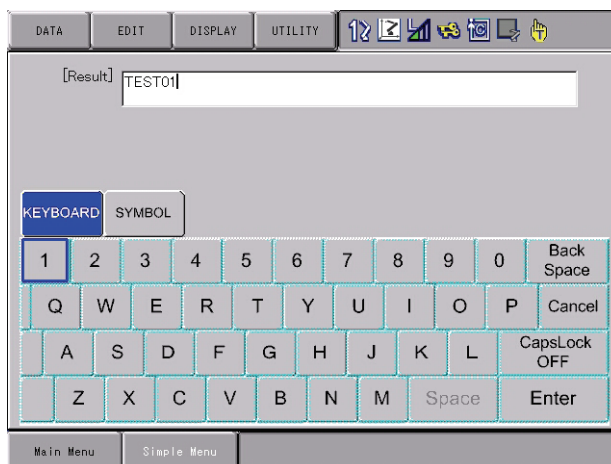 DATA EDIT DISPLAY UTILITY
[Result] TEST01
KEYBOARD SYMBOL
1 2 3 4 5 6 7 8 9 0 Back Space
Q W E R T Y U I O P Cancel
A S D F G H J K L CapsLock OFF
Z X C V B N M Space Enter
Main Menu Simple Menu